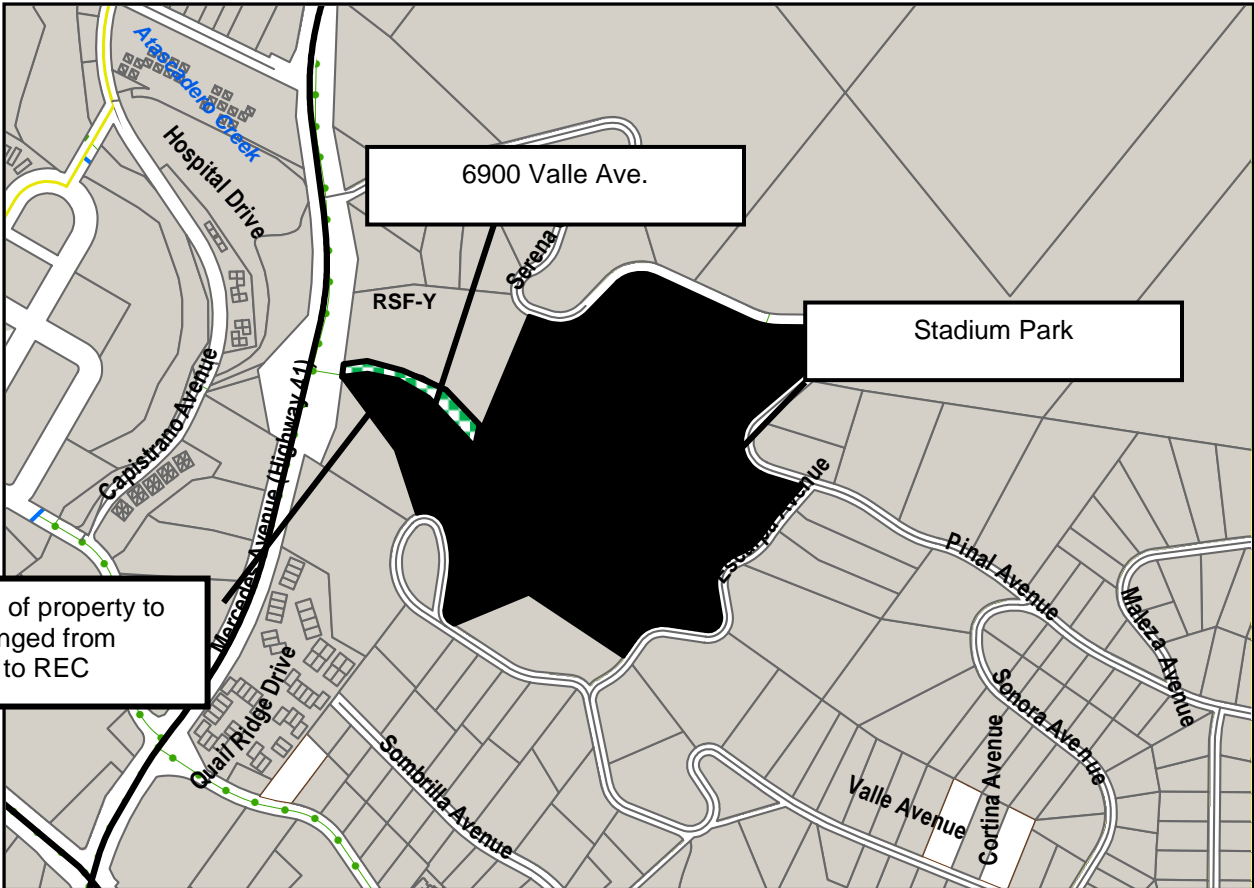 Atascadero Creek
Hospital Drive
6900 Valle Ave.
Serena
RSF-Y
Stadium Park
Capistrano Avenue
Mercedes Avenue (Highway 41)
Escarpa Avenue
Pinal Avenue
Maleza Avenue
of property to
nged from
to REC
Quail Ridge Drive
Sombrilla Avenue
Sonora Avenue
Valle Avenue
Cortina Avenue